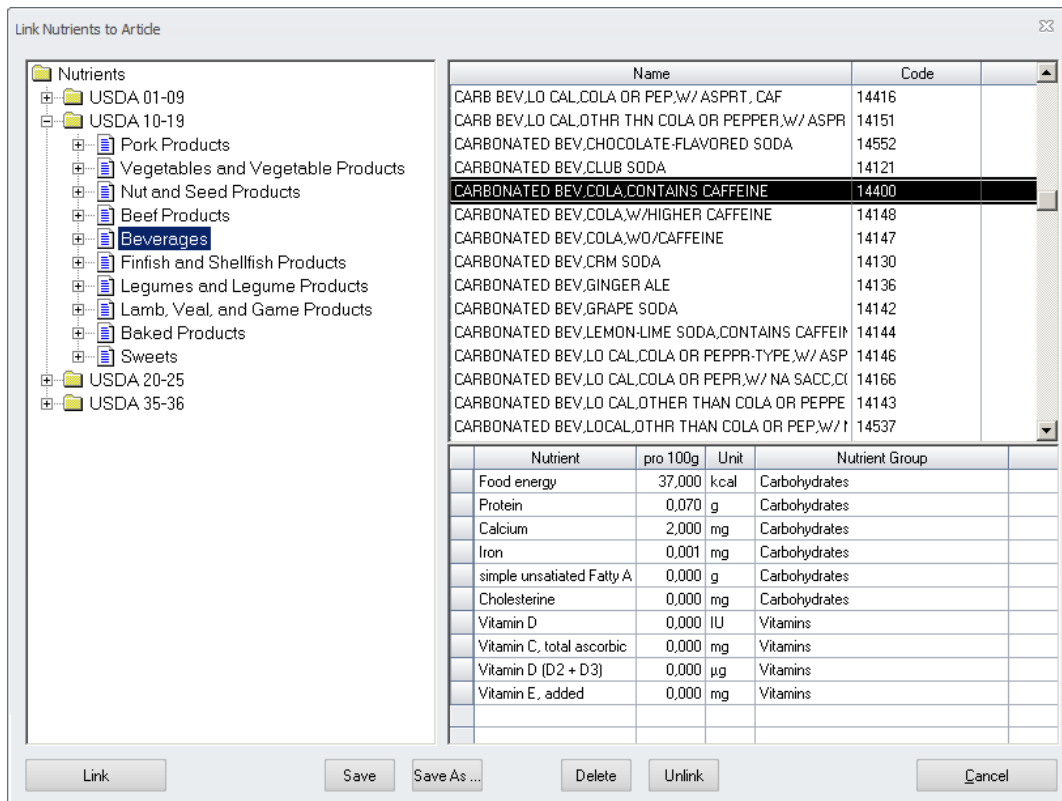 Link Nutrients to Article
Nutrients
USDA 01-09
USDA 10-19
Pork Products
Vegetables and Vegetable Products
Nut and Seed Products
Beef Products
Beverages
Finfish and Shellfish Products
Legumes and Legume Products
Lamb, Veal, and Game Products
Baked Products
Sweets
USDA 20-25
USDA 35-36
Name Code
CARB BEV,LO CAL,COLA OR PEP,W/ ASPRT, CAF 14416
CARB BEV,LO CAL,OTHR THN COLA OR PEPPER,W/ ASPR 14151
CARBONATED BEV,CHOCOLATE-FLAVORED SODA 14552
CARBONATED BEV,CLUB SODA 14121
CARBONATED BEV,COLA,CONTAINS CAFFEINE 14400
CARBONATED BEV,COLA,W/HIGHER CAFFEINE 14148
CARBONATED BEV,COLA,WO/CAFFEINE 14147
CARBONATED BEV,CRM SODA 14130
CARBONATED BEV,GINGER ALE 14136
CARBONATED BEV,GRAPE SODA 14142
CARBONATED BEV,LEMON-LIME SODA,CONTAINS CAFFEIN 14144
CARBONATED BEV,LO CAL,COLA OR PEPPR-TYPE,W/ ASP 14146
CARBONATED BEV,LO CAL,COLA OR PEPR,W/ NA SACC,C( 14166
CARBONATED BEV,LO CAL,OTHER THAN COLA OR PEPPE 14143
CARBONATED BEV,LOCAL,OTHR THAN COLA OR PEP,W/ 14537
Nutrient pro 100g Unit Nutrient Group
Food energy 37,000 kcal Carbohydrates
Protein 0,070 g Carbohydrates
Calcium 2,000 mg Carbohydrates
Iron 0,001 mg Carbohydrates
simple unsatiated Fatty A 0,000 g Carbohydrates
Cholesterine 0,000 mg Carbohydrates
Vitamin D 0,000 IU Vitamins
Vitamin C, total ascorbic 0,000 mg Vitamins
Vitamin D (D2 + D3) 0,000 µg Vitamins
Vitamin E, added 0,000 mg Vitamins
Link Save Save As ... Delete Unlink Cancel